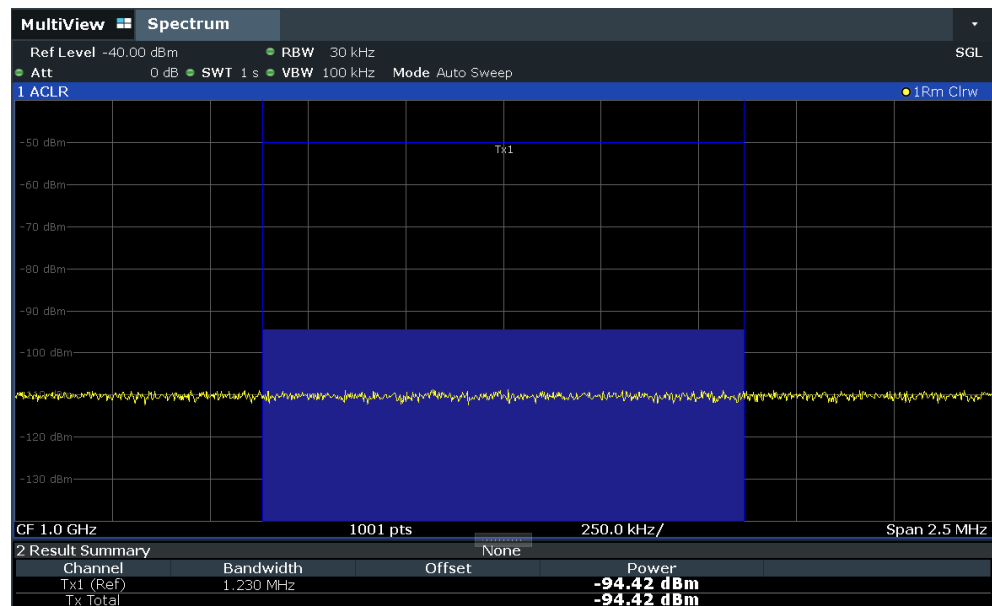 MultiView Spectrum
Ref Level -40.00 dBm RBW 30 kHz SGL
Att 0 dB SWT 1 s VBW 100 kHz Mode Auto Sweep
1 ACLR 1Rm Clrw
-50 dBm
Tx1
-60 dBm
-70 dBm
-80 dBm
-90 dBm
-100 dBm
-120 dBm
-130 dBm
CF 1.0 GHz 1001 pts 250.0 kHz/ Span 2.5 MHz
2 Result Summary None
Channel Bandwidth Offset Power
Tx1 (Ref) 1.230 MHz -94.42 dBm
Tx Total -94.42 dBm